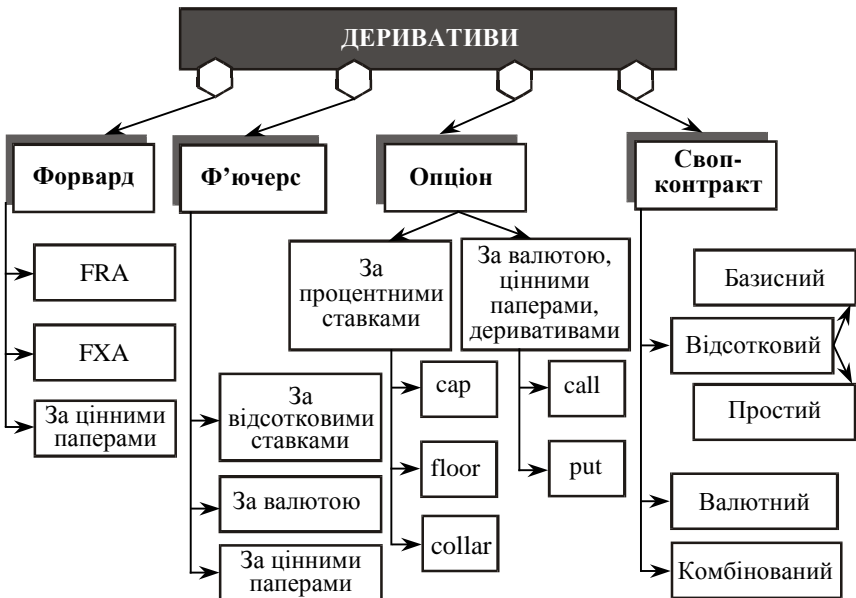 ДЕРИВАТИВИ
Форвард
Ф’ючерс
Опціон
Своп-
контракт
FRA
FXA
За цінними
паперами
За
відсотковими
ставками
За валютою
За цінними
паперами
За
процентними
ставками
cap
floor
collar
За валютою,
цінними
паперами,
деривативами
call
put
Базисний
Відсотковий
Простий
Валютний
Комбінований